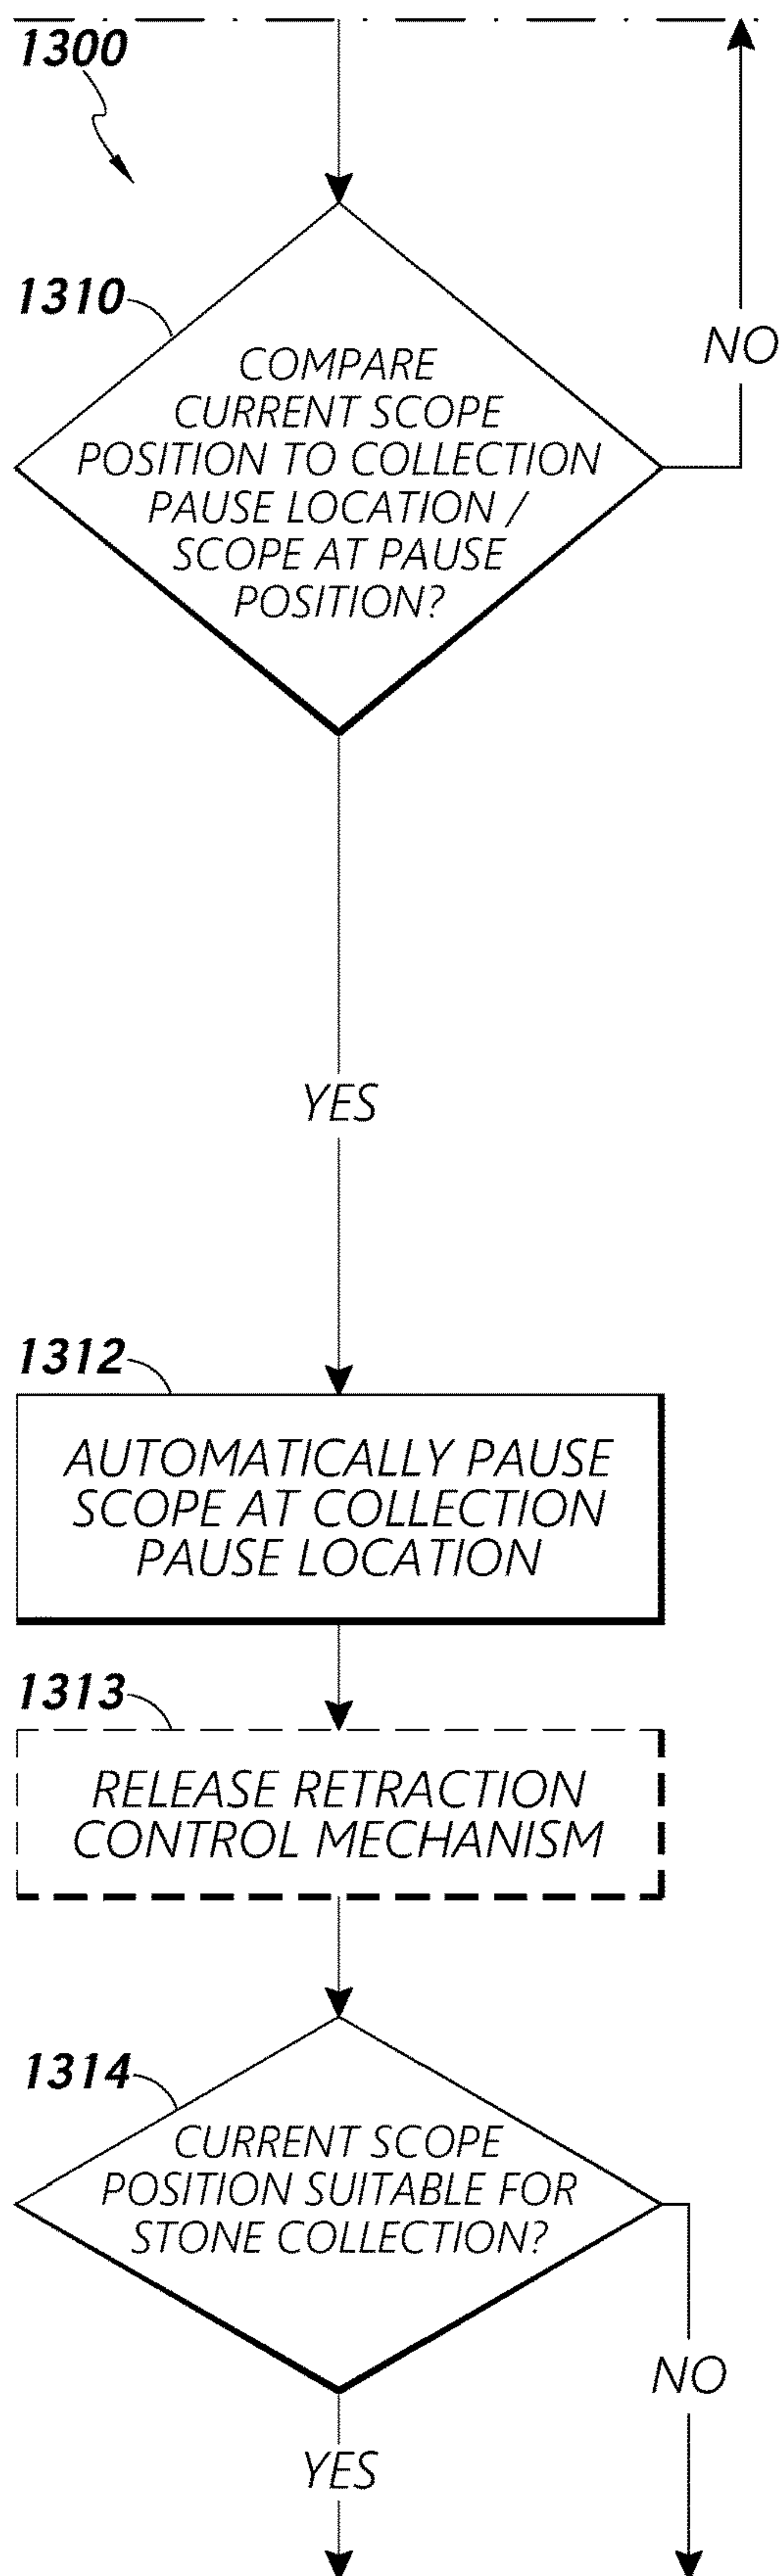 1300
1310
COMPARE
CURRENT SCOPE
POSITION TO COLLECTION
PAUSE LOCATION /
SCOPE AT PAUSE
POSITION?
NO
YES
1312
AUTOMATICALLY PAUSE
SCOPE AT COLLECTION
PAUSE LOCATION
1313
RELEASE RETRACTION
CONTROL MECHANISM
1314
CURRENT SCOPE
POSITION SUITABLE FOR
STONE COLLECTION?
NO
YES